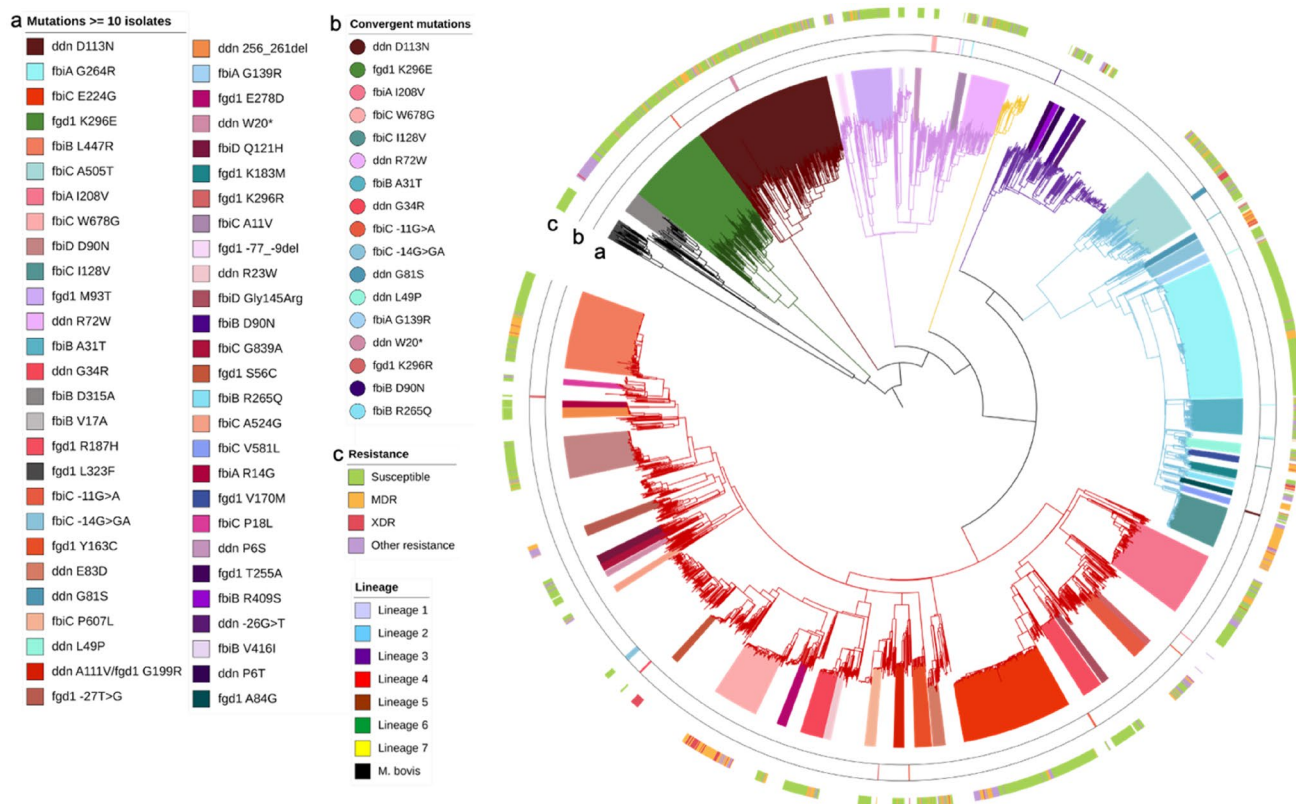 a Mutations >= 10 isolates
ddn D113N
fbiA G264R
fbiC E224G
fgd1 K296E
fbiB L447R
fbiC A505T
fbiA I208V
fbiC W678G
fbiD D90N
fbiC I128V
fgd1 M93T
ddn R72W
fbiB A31T
ddn G34R
fbiB D315A
fbiB V17A
fgd1 R187H
fgd1 L323F
fbiC -11G>A
fbiC -14G>GA
fgd1 Y163C
ddn E83D
ddn G81S
fbiC P607L
ddn L49P
ddn A111V/fgd1 G199R
fgd1 -27T>G
ddn 256_261del
fbiA G139R
fgd1 E278D
ddn W20*
fbiD Q121H
fgd1 K183M
fgd1 K296R
fbiC A11V
fgd1 -77_-9del
ddn R23W
fbiD Gly145Arg
fbiB D90N
fbiC G839A
fgd1 S56C
fbiB R265Q
fbiC A524G
fbiC V581L
fbiA R14G
fgd1 V170M
fbiC P18L
ddn P6S
fgd1 T255A
fbiB R409S
ddn -26G>T
fbiB V416I
ddn P6T
fgd1 A84G
b Convergent mutations
ddn D113N
fgd1 K296E
fbiA I208V
fbiC W678G
fbiC I128V
ddn R72W
fbiB A31T
ddn G34R
fbiC -11G>A
fbiC -14G>GA
ddn G81S
ddn L49P
fbiA G139R
ddn W20*
fgd1 K296R
fbiB D90N
fbiB R265Q
c Resistance
Susceptible
MDR
XDR
Other resistance
Lineage
Lineage 1
Lineage 2
Lineage 3
Lineage 4
Lineage 5
Lineage 6
Lineage 7
M. bovis
c
b
a